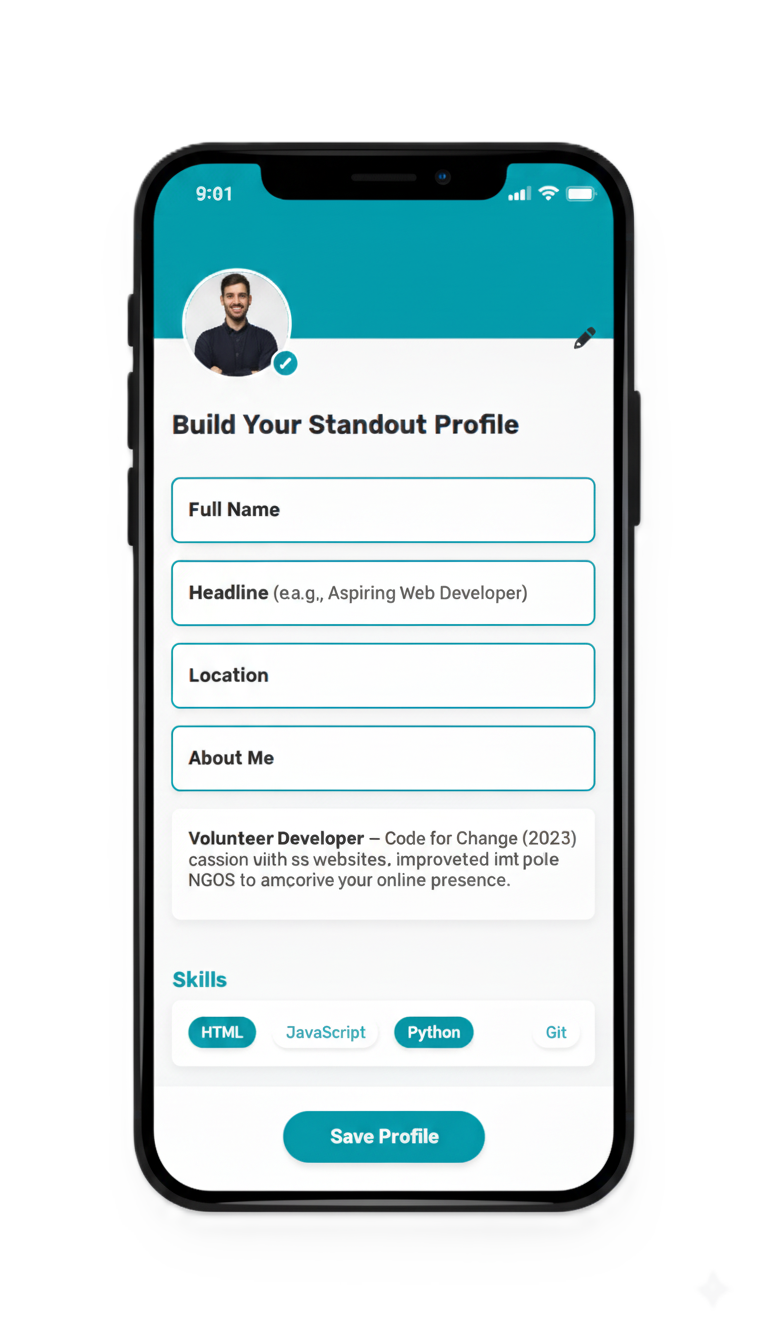 9:01
Build Your Standout Profile
Full Name
Headline (e.a.g., Aspiring Web Developer)
Location
About Me
Volunteer Developer – Code for Change (2023)
cassion viith ss websites. improveted imt pole
NGOS to amcorive your online presence.
Skills
HTML JavaScript Python Git
Save Profile